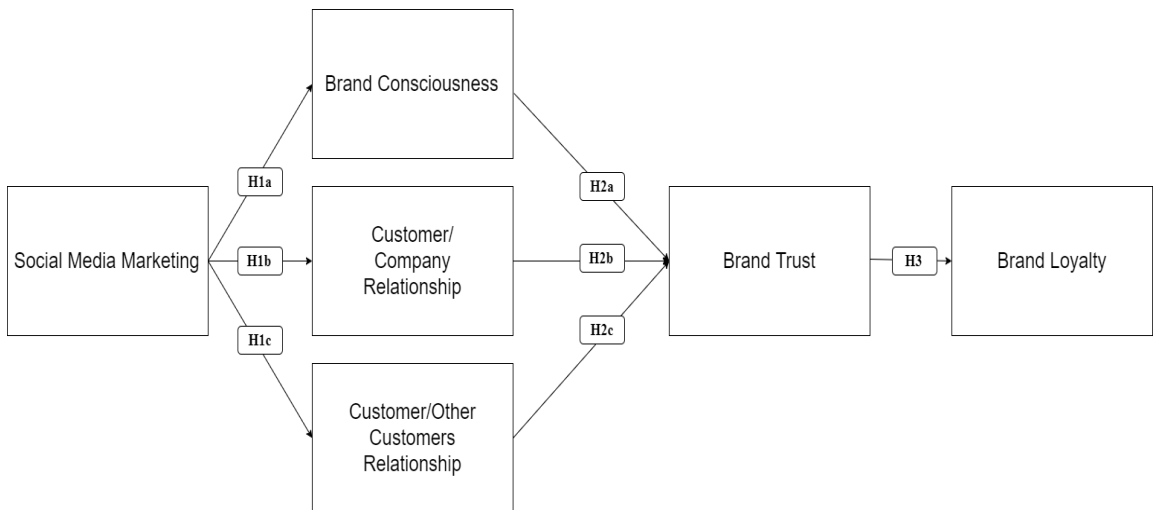 Brand Consciousness
H1a
H2a
Social Media Marketing
H1b
Customer/
Company
Relationship
H2b
Brand Trust
H3
Brand Loyalty
H1c
H2c
Customer/Other
Customers
Relationship